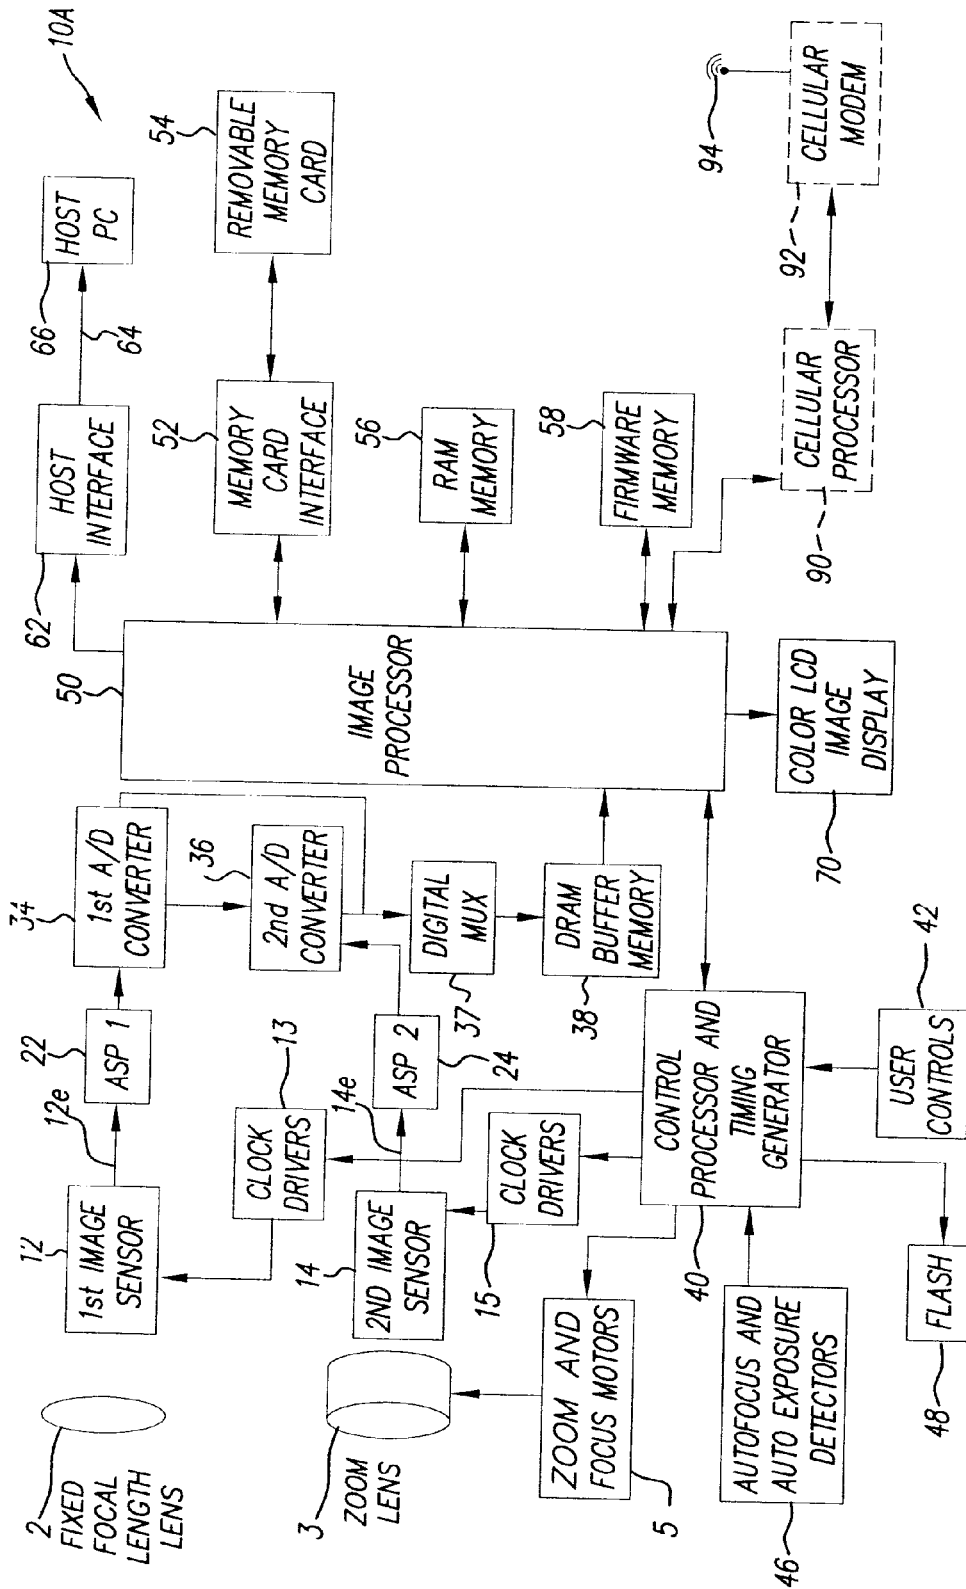 10A
2
FIXED
FOCAL
LENGTH
LENS
12
1st IMAGE
SENSOR
12e
22
ASP 1
34
1st A/D
CONVERTER
50
IMAGE
PROCESSOR
62
HOST
INTERFACE
64
66
HOST
PC
13
CLOCK
DRIVERS
36
2nd A/D
CONVERTER
52
MEMORY
CARD
INTERFACE
54
REMOVABLE
MEMORY
CARD
3
ZOOM
LENS
14
2ND IMAGE
SENSOR
14e
ASP 2
24
DIGITAL
MUX
37
56
RAM
MEMORY
15
CLOCK
DRIVERS
DRAM
BUFFER
MEMORY
38
58
FIRMWARE
MEMORY
ZOOM AND
FOCUS MOTORS
5
40
CONTROL
PROCESSOR AND
TIMING
GENERATOR
AUTOFOCUS AND
AUTO EXPOSURE
DETECTORS
46
COLOR LCD
IMAGE
DISPLAY
70
CELLULAR
PROCESSOR
90
92
CELLULAR
MODEM
94
42
USER
CONTROLS
FLASH
48